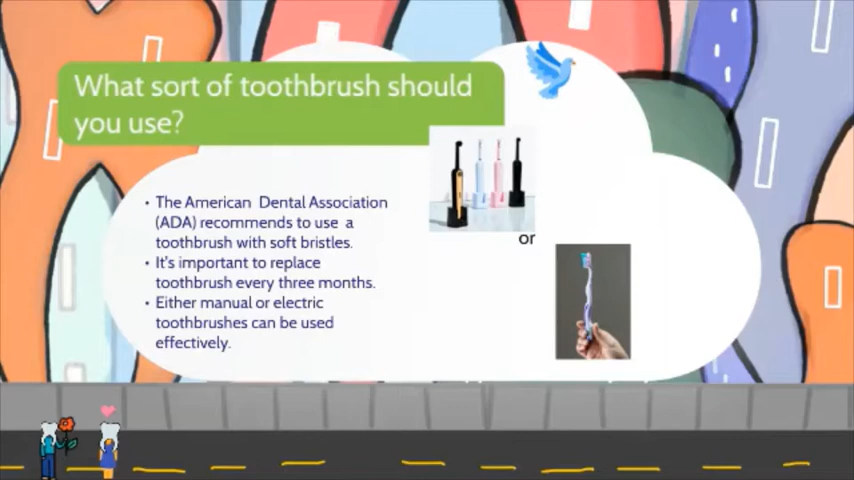 What sort of toothbrush should
you use?
• The American Dental Association
(ADA) recommends to use a
toothbrush with soft bristles.
• It's important to replace
toothbrush every three months.
• Either manual or electric
toothbrushes can be used
effectively.
or